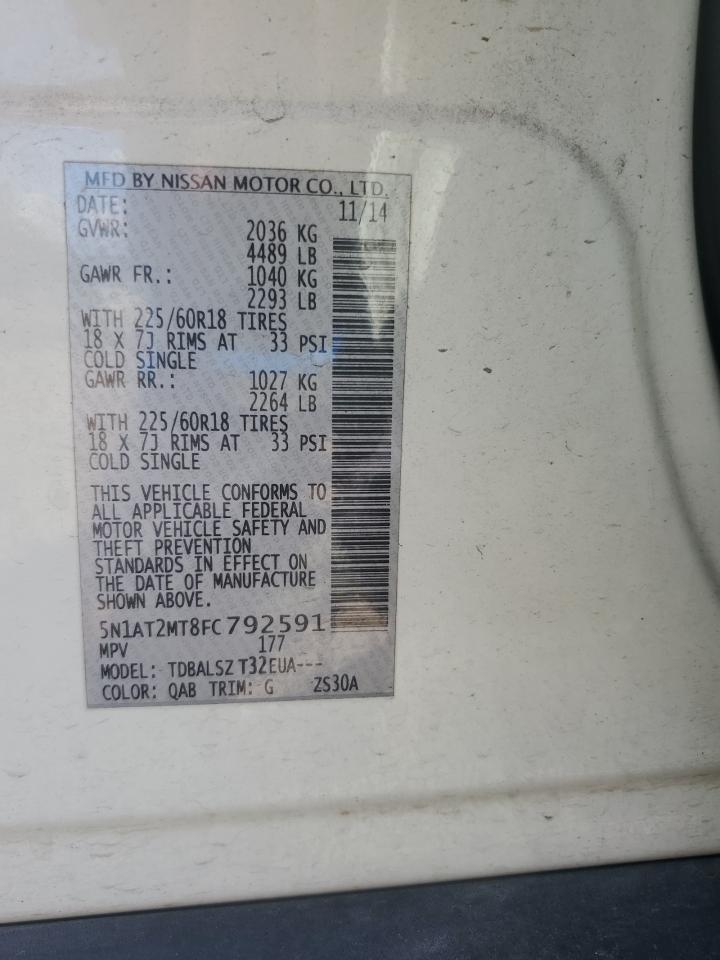 MFD BY NISSAN MOTOR CO., LTD.
DATE: 11/14
GVWR: 2036 KG
4489 LB
GAWR FR.: 1040 KG
2293 LB
WITH 225/60R18 TIRES
18 X 7J RIMS AT 33 PSI
COLD SINGLE
GAWR RR.: 1027 KG
2264 LB
WITH 225/60R18 TIRES
18 X 7J RIMS AT 33 PSI
COLD SINGLE
THIS VEHICLE CONFORMS TO
ALL APPLICABLE FEDERAL
MOTOR VEHICLE SAFETY AND
THEFT PREVENTION
STANDARDS IN EFFECT ON
THE DATE OF MANUFACTURE
SHOWN ABOVE.
5N1AT2MT8FC792591
MPV 177
MODEL: TDBALSZ T32EUA---
COLOR: QAB TRIM: G ZS30A